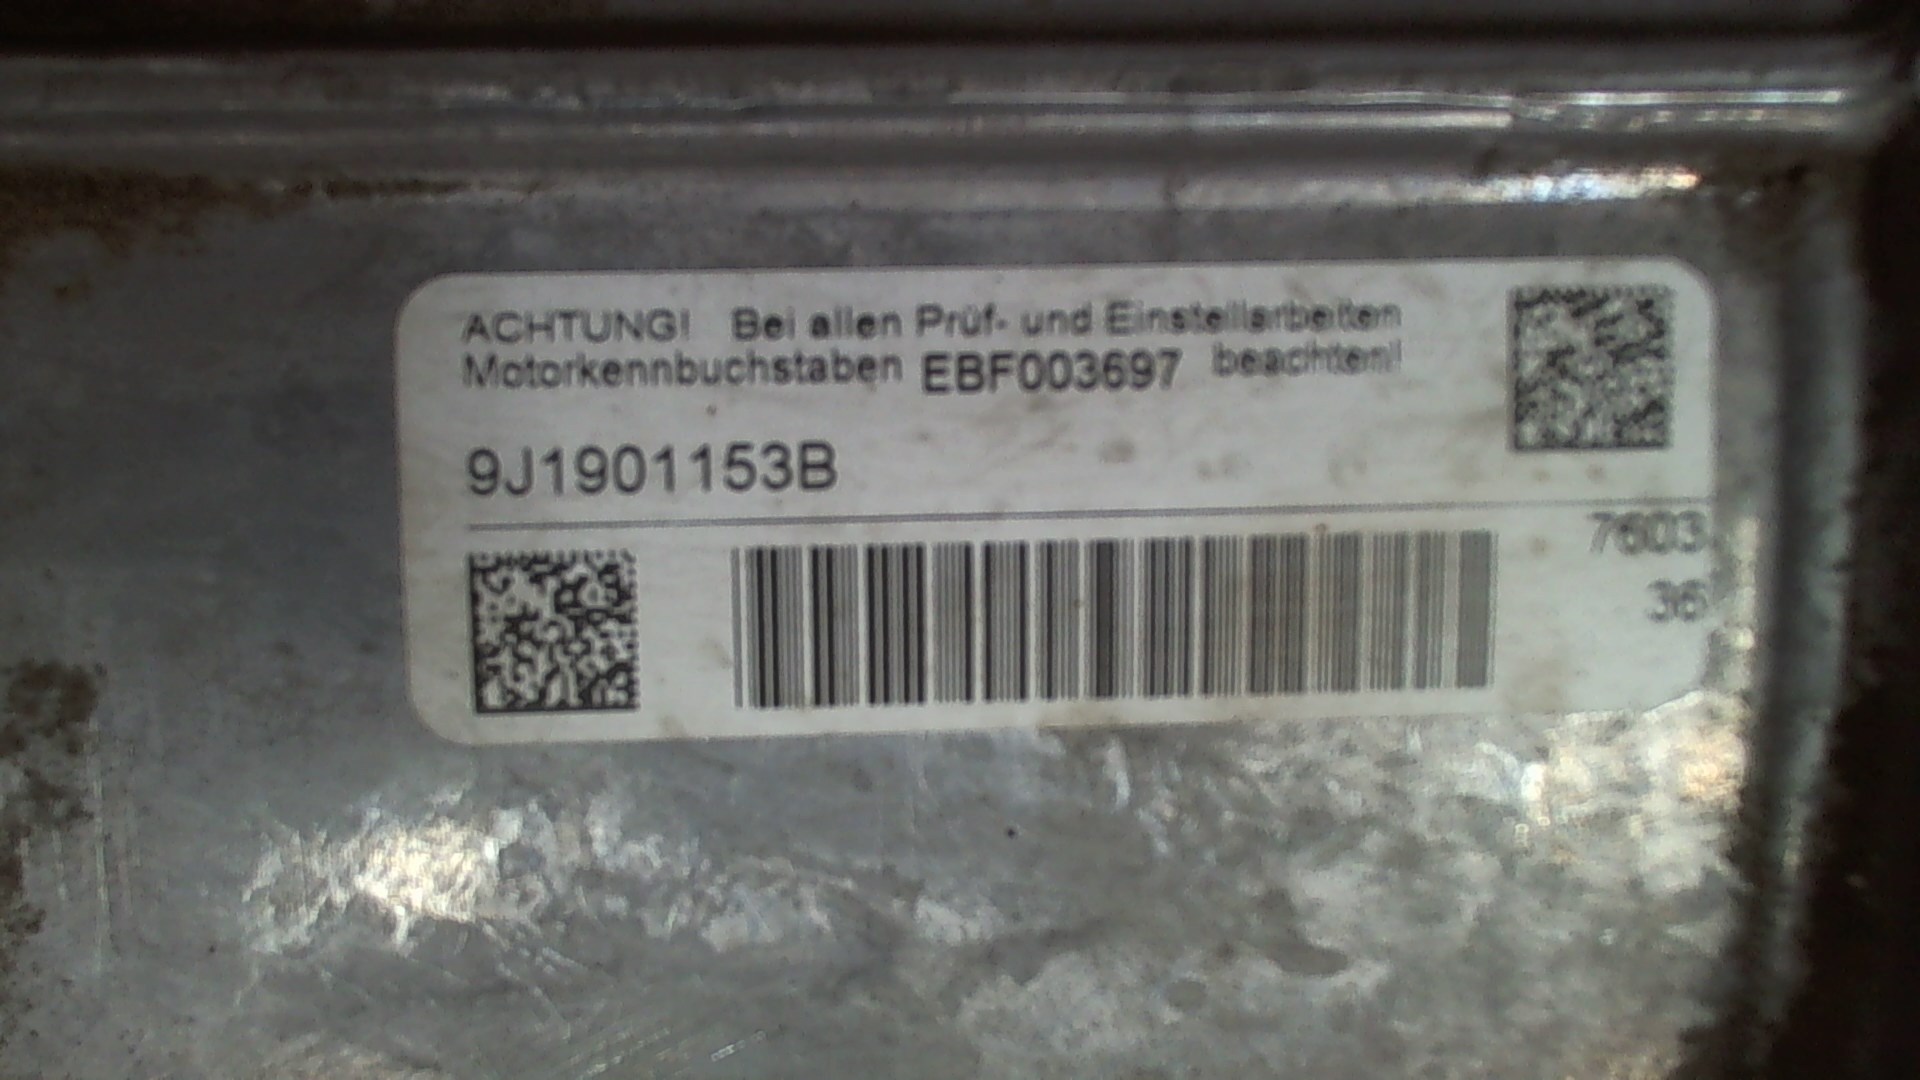 ACHTUNG! Bei allen Prüf- und Einstellarbeiten
Motorkennbuchstaben EBF003697 beachten!
9J1901153B
7603
36